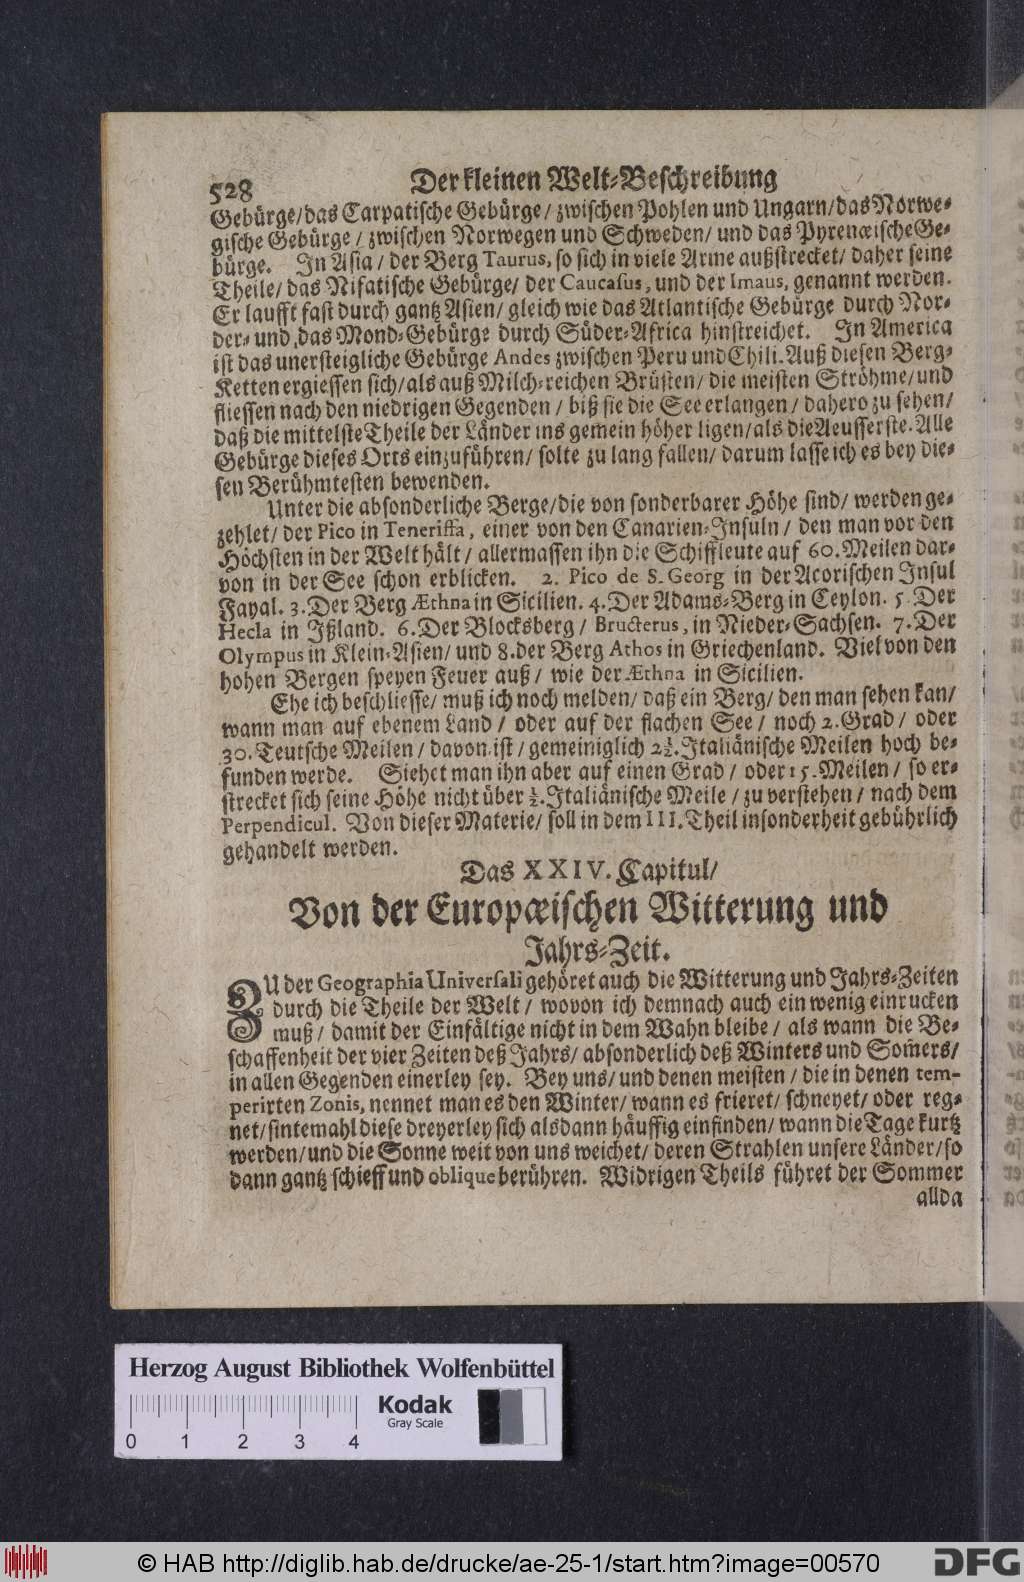 528 Der kleinen Welt-Beschreibung
Gebürge/ das Carpatische Gebürge/ zwischen Pohlen und Ungarn/ das Norwe-
gische Gebürge / zwischen Norwegen und Schweden/ und das Pyrenæische Ge-
bürge. In Asia / der Berg Taurus, so sich in viele Arme außstrecket/ daher seine
Theile/ das Nifatische Gebürge/ der Caucasus, und der Imaus, genannt werden.
Er laufft fast durch gantz Asien/ gleich wie das Atlantische Gebürge durch Nor-
der- und das Mond-Gebürge durch Süder-Africa hinstreichet. In America
ist das unersteigliche Gebürge Andes zwischen Peru und Chili. Auß diesen Berg-
Ketten ergiessen sich/ als auß Milch-reichen Brüsten/ die meisten Ströhme/ und
fliessen nach den niedrigen Gegenden / biß sie die See erlangen / dahero zu sehen/
daß die mittelste Theile der Länder ins gemein höher ligen/ als die Aeusserste. Alle
Gebürge dieses Orts einzuführen/ solte zu lang fallen/ darum lasse ich es bey die-
sen Berühmtesten bewenden.
Unter die absonderliche Berge/ die von sonderbarer Höhe sind/ werden ge-
zehlet/ der Pico in Teneriffa, einer von den Canarien-Insuln / den man vor den
Höchsten in der Welt hält / allermassen ihn die Schiffleute auf 60. Meilen dar-
von in der See schon erblicken. 2. Pico de S. Georg in der Acorischen Insul
Fayal. 3. Der Berg Æthna in Sicilien. 4. Der Adams-Berg in Ceylon. 5. Der
Hecla in Ißland. 6. Der Blocksberg / Bructerus, in Nieder-Sachsen. 7. Der
Olympus in Klein-Asien/ und 8. der Berg Athos in Griechenland. Viel von den
hohen Bergen speyen Feuer auß / wie der Æthna in Sicilien.
Ehe ich beschliesse/ muß ich noch melden/ daß ein Berg/ den man sehen kan/
wann man auf ebenem Land / oder auf der flachen See / noch 2. Grad / oder
30. Teutsche Meilen / davon ist / gemeiniglich 2½. Italiänische Meilen hoch be-
funden werde. Siehet man ihn aber auf einen Grad / oder 15. Meilen / so er-
strecket sich seine Höhe nicht über ½. Italiänische Meile / zu verstehen / nach dem
Perpendicul. Von dieser Materie/ soll in dem III. Theil insonderheit gebührlich
gehandelt werden.
Das XXIV. Capitul/
Von der Europæischen Witterung und
Jahrs-Zeit.
ZU der Geographia Universali gehöret auch die Witterung und Jahrs-Zeiten
durch die Theile der Welt / wovon ich demnach auch ein wenig einrucken
muß / damit der Einfältige nicht in dem Wahn bleibe / als wann die Be-
schaffenheit der vier Zeiten deß Jahrs/ absonderlich deß Winters und Som̃ers/
in allen Gegenden einerley sey. Bey uns/ und denen meisten / die in denen tem-
perirten Zonis, nennet man es den Winter/ wann es frieret/ schneyet/ oder reg-
net/ sintemahl diese dreyerley sich alsdann häuffig einfinden/ wann die Tage kurtz
werden/ und die Sonne weit von uns weichet/ deren Strahlen unsere Länder/ so
dann gantz schieff und oblique berühren. Widrigen Theils führet der Sommer
allda
Herzog August Bibliothek Wolfenbüttel
Kodak
Gray Scale
0 1 2 3 4
© HAB http://diglib.hab.de/drucke/ae-25-1/start.htm?image=00570
DFG